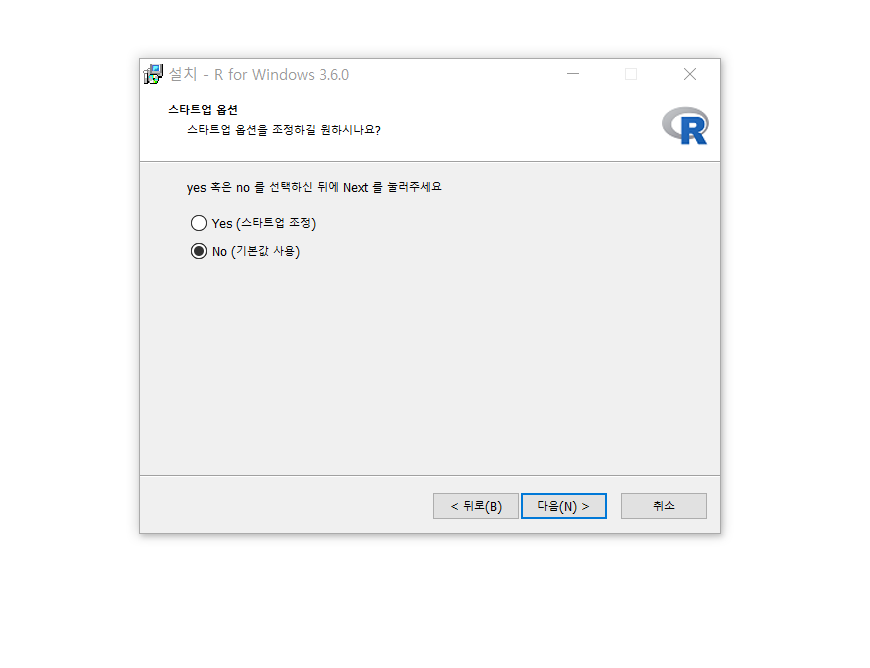 설치 - R for Windows 3.6.0
스타트업 옵션
스타트업 옵션을 조정하길 원하시나요?
R
yes 혹은 no 를 선택하신 뒤에 Next 를 눌러주세요
Yes (스타트업 조정)
No (기본값 사용)
< 뒤로(B)
다음(N) >
취소